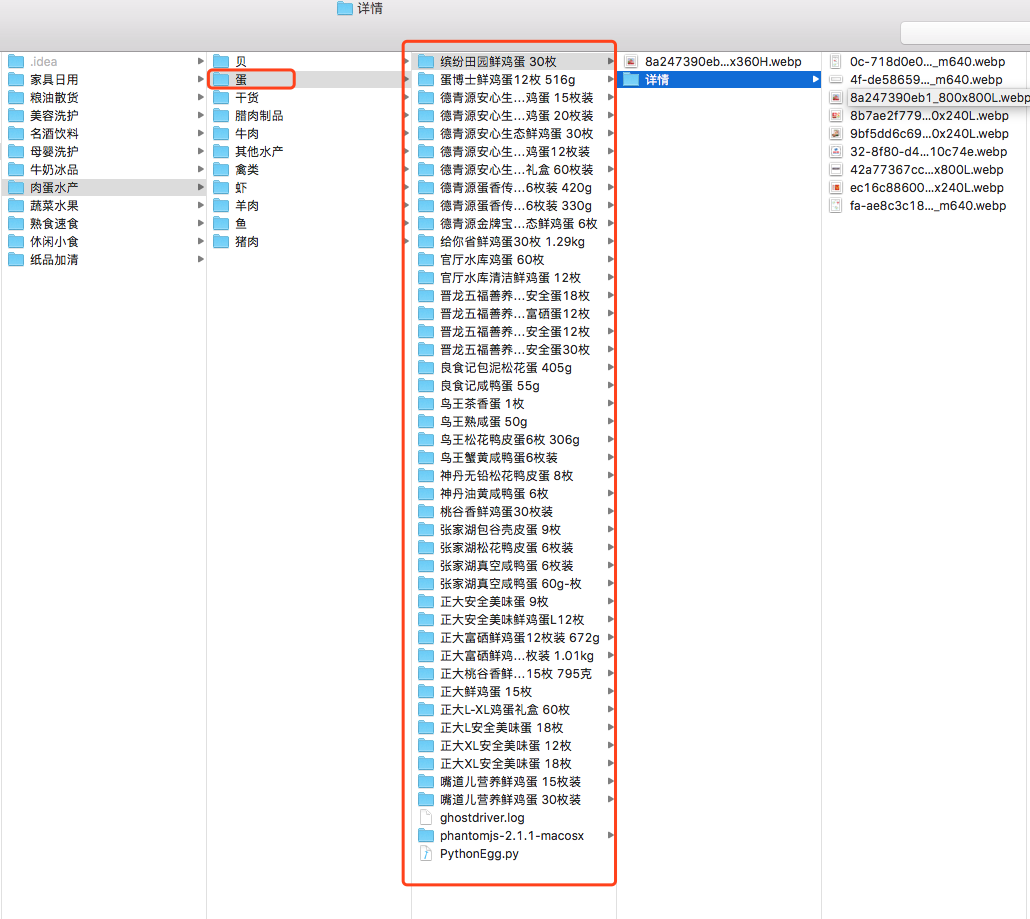 详情
.idea
家具日用
粮油散货
美容洗护
名酒饮料
母婴洗护
牛奶冰品
肉蛋水产
蔬菜水果
熟食速食
休闲小食
纸品加清
贝
蛋
干货
腊肉制品
牛肉
其他水产
禽类
虾
羊肉
鱼
猪肉
缤纷田园鲜鸡蛋 30枚
蛋博士鲜鸡蛋12枚 516g
德青源安心生...鸡蛋 15枚装
德青源安心生...鸡蛋 20枚装
德青源安心生态鲜鸡蛋 30枚
德青源安心生...鸡蛋12枚装
德青源安心生...礼盒 60枚装
德青源蛋香传...6枚装 420g
德青源蛋香传...6枚装 330g
德青源金牌宝...态鲜鸡蛋 6枚
给你省鲜鸡蛋30枚 1.29kg
官厅水库鸡蛋 60枚
官厅水库清洁鲜鸡蛋 12枚
晋龙五福善养...安全蛋18枚
晋龙五福善养...富硒蛋12枚
晋龙五福善养...安全蛋12枚
晋龙五福善养...安全蛋30枚
良食记包泥松花蛋 405g
良食记咸鸭蛋 55g
鸟王茶香蛋 1枚
鸟王熟咸蛋 50g
鸟王松花鸭皮蛋6枚 306g
鸟王蟹黄咸鸭蛋6枚装
神丹无铅松花鸭皮蛋 8枚
神丹油黄咸鸭蛋 6枚
桃谷香鲜鸡蛋30枚装
张家湖包谷壳皮蛋 9枚
张家湖松花鸭皮蛋 6枚装
张家湖真空咸鸭蛋 6枚装
张家湖真空咸鸭蛋 60g-枚
正大安全美味蛋 9枚
正大安全美味鲜鸡蛋L12枚
正大富硒鲜鸡蛋12枚装 672g
正大富硒鲜鸡...枚装 1.01kg
正大桃谷香鲜...15枚 795克
正大鲜鸡蛋 15枚
正大L-XL鸡蛋礼盒 60枚
正大L安全美味蛋 18枚
正大XL安全美味蛋 12枚
正大XL安全美味蛋 18枚
嘴道儿营养鲜鸡蛋 15枚装
嘴道儿营养鲜鸡蛋 30枚装
ghostdriver.log
phantomjs-2.1.1-macosx
PythonEgg.py
8a247390eb...x360H.webp
详情
0c-718d0e0..._m640.webp
4f-de58659..._m640.webp
8a247390eb1_800x800L.webp
8b7ae2f779...0x240L.webp
9bf5dd6c69...0x240L.webp
32-8f80-d4...10c74e.webp
42a77367cc...x800L.webp
ec16c88600...x240L.webp
fa-ae8c3c18..._m640.webp